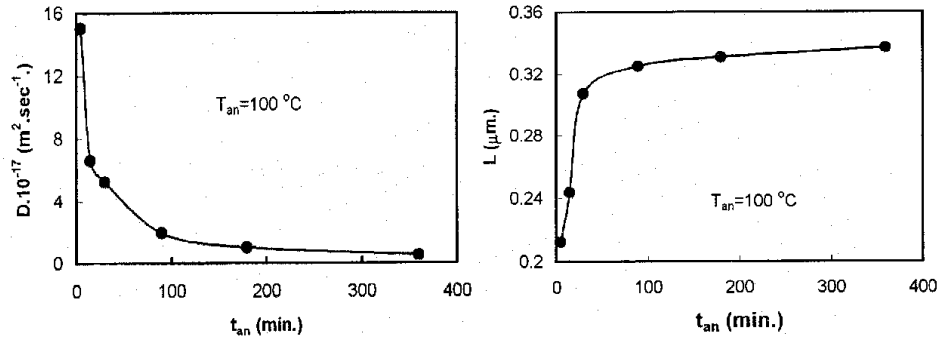 16
12
8
4
0
D.10⁻¹⁷ (m².sec⁻¹.)
T_an=100 °C
0 100 200 300 400
t_an (min.)
0.36
0.32
0.28
0.24
0.2
L (μm.)
T_an=100 °C
0 100 200 300 400
t_an (min.)